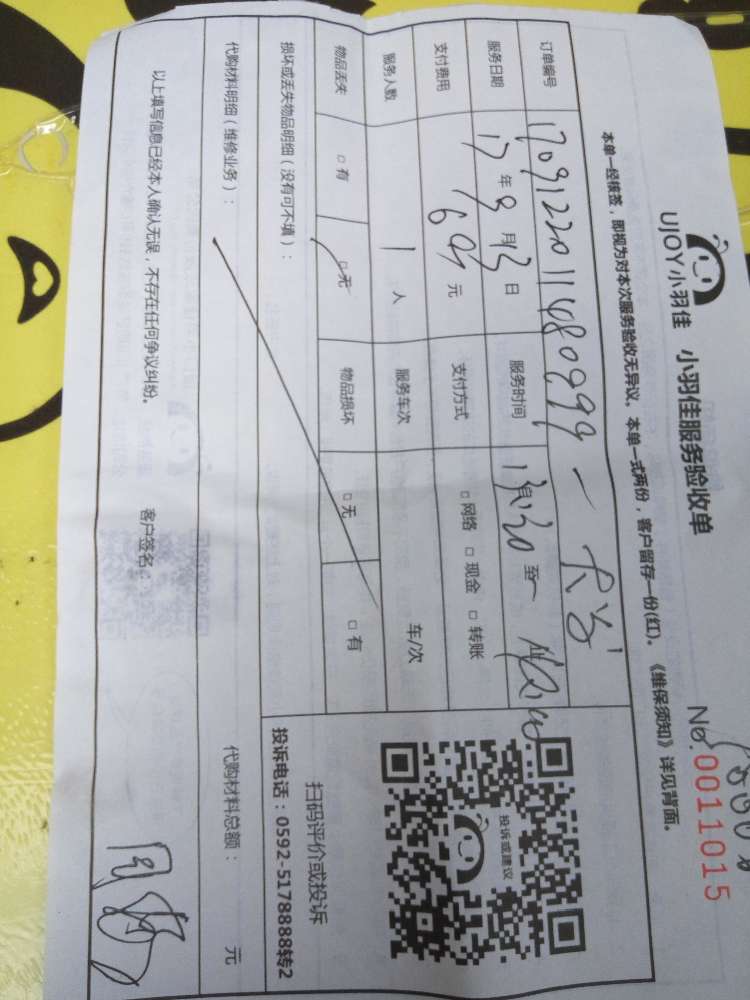 UJOY小羽佳 小羽佳服务验收单
No.0011015
本单一经核签，即视为对本次服务验收无异议。本单一式两份，客户留存一份(红)。《维保须知》详见背面。
订单编号
服务日期 17年9月13日 服务时间 至
支付费用 元 支付方式 □网络 □现金 □转账
服务人数 1人 服务车次 车/次
物品丢失 □有 □无 物品损坏 □无 □有
损坏或丢失物品明细（没有可不填）：
投诉或建议
扫码评价或投诉
投诉电话：0592-5178888转2
代购材料明细（维修业务）： 代购材料总额： 元
以上填写信息已经本人确认无误，不存在任何争议纠纷。 客户签名：